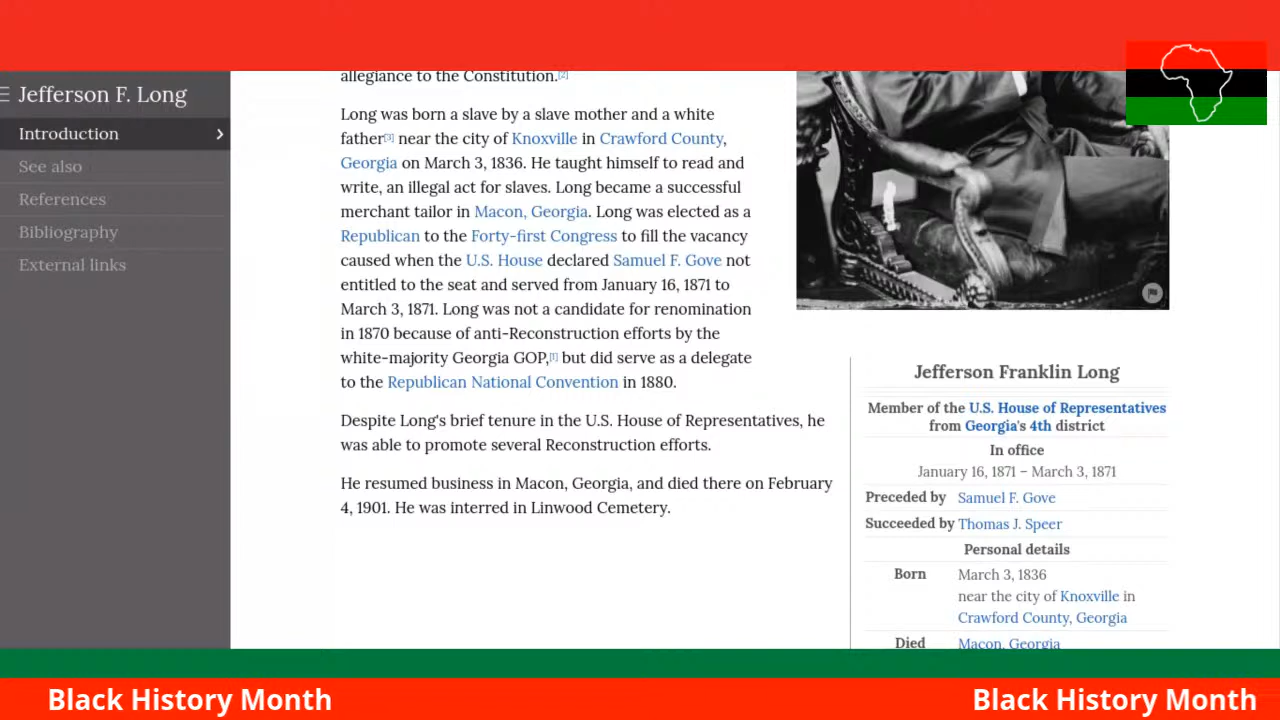 allegiance to the Constitution.[2]
Jefferson F. Long
Introduction
See also
References
Bibliography
External links
Long was born a slave by a slave mother and a white
father[3] near the city of Knoxville in Crawford County,
Georgia on March 3, 1836. He taught himself to read and
write, an illegal act for slaves. Long became a successful
merchant tailor in Macon, Georgia. Long was elected as a
Republican to the Forty-first Congress to fill the vacancy
caused when the U.S. House declared Samuel F. Gove not
entitled to the seat and served from January 16, 1871 to
March 3, 1871. Long was not a candidate for renomination
in 1870 because of anti-Reconstruction efforts by the
white-majority Georgia GOP,[1] but did serve as a delegate
to the Republican National Convention in 1880.
Despite Long's brief tenure in the U.S. House of Representatives, he
was able to promote several Reconstruction efforts.
He resumed business in Macon, Georgia, and died there on February
4, 1901. He was interred in Linwood Cemetery.
Jefferson Franklin Long
Member of the U.S. House of Representatives
from Georgia's 4th district
In office
January 16, 1871 – March 3, 1871
Preceded by Samuel F. Gove
Succeeded by Thomas J. Speer
Personal details
Born March 3, 1836
near the city of Knoxville in
Crawford County, Georgia
Died Macon, Georgia
Black History Month
Black History Month